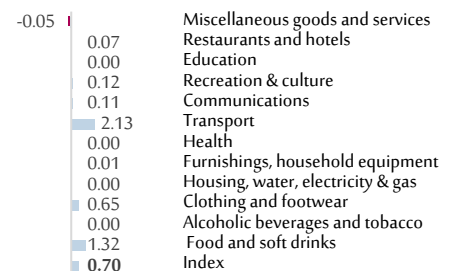 -0.05 Miscellaneous goods and services
0.07 Restaurants and hotels
0.00 Education
0.12 Recreation & culture
0.11 Communications
2.13 Transport
0.00 Health
0.01 Furnishings, household equipment
0.00 Housing, water, electricity & gas
0.65 Clothing and footwear
0.00 Alcoholic beverages and tobacco
1.32 Food and soft drinks
0.70 Index